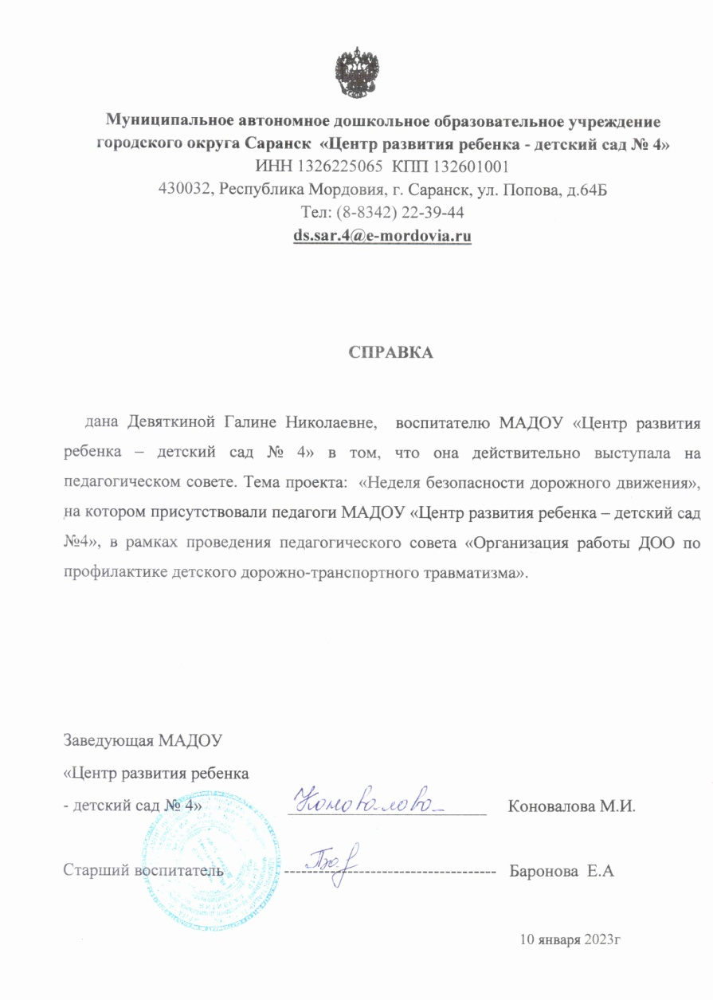 Муниципальное автономное дошкольное образовательное учреждение
городского округа Саранск «Центр развития ребенка - детский сад № 4»
ИНН 1326225065 КПП 132601001
430032, Республика Мордовия, г. Саранск, ул. Попова, д.64Б
Тел: (8-8342) 22-39-44
ds.sar.4@e-mordovia.ru
СПРАВКА
дана Девяткиной Галине Николаевне, воспитателю МАДОУ «Центр развития
ребенка – детский сад № 4» в том, что она действительно выступала на
педагогическом совете. Тема проекта: «Неделя безопасности дорожного движения»,
на котором присутствовали педагоги МАДОУ «Центр развития ребенка – детский сад
№4», в рамках проведения педагогического совета «Организация работы ДОО по
профилактике детского дорожно-транспортного травматизма».
Заведующая МАДОУ
«Центр развития ребенка
- детский сад № 4» Коновалова Коновалова М.И.
Старший воспитатель Баронова Е.А
10 января 2023г